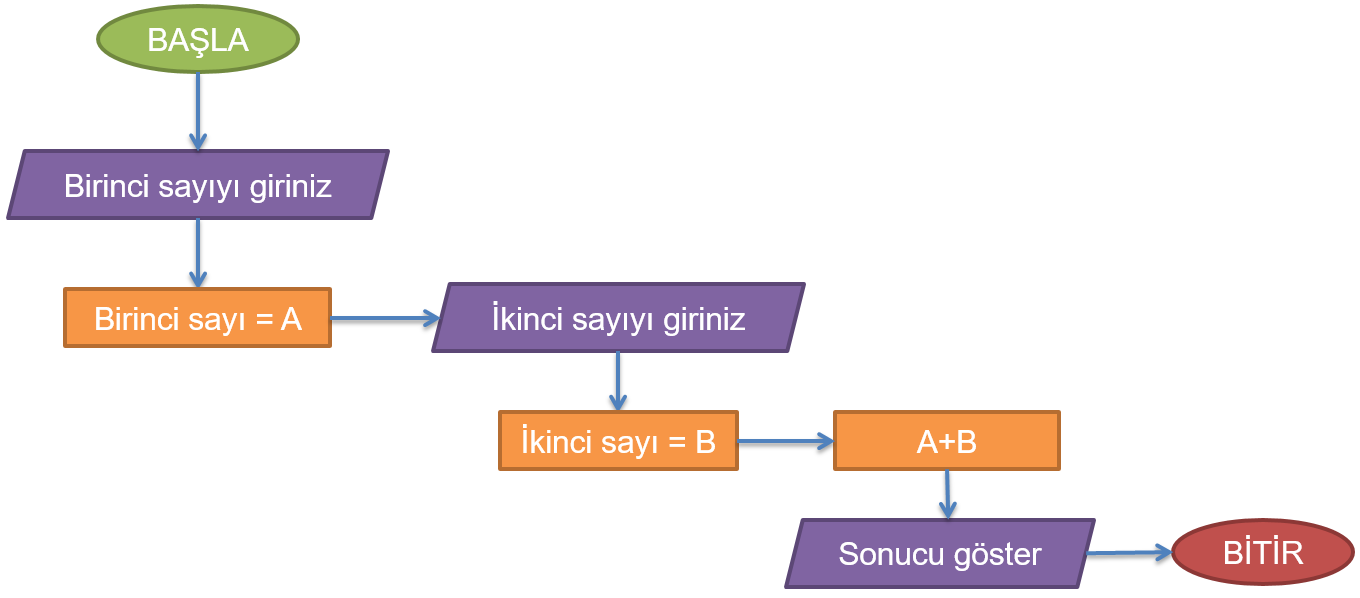 BAŞLA
Birinci sayıyı giriniz
Birinci sayı = A
İkinci sayıyı giriniz
İkinci sayı = B
A+B
Sonucu göster
BİTİR